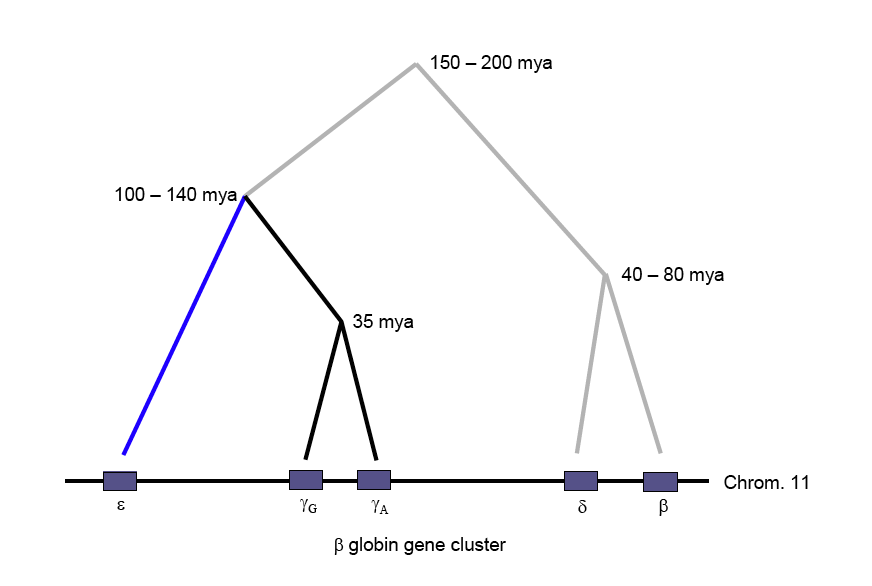 150 – 200 mya
100 – 140 mya
40 – 80 mya
35 mya
Chrom. 11
ε
γG
γA
δ
β
β globin gene cluster